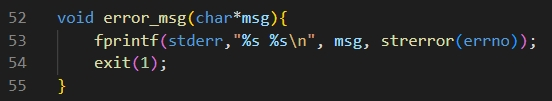 52 void error_msg(char*msg){
53     fprintf(stderr,"%s %s\n", msg, strerror(errno));
54     exit(1);
55 }